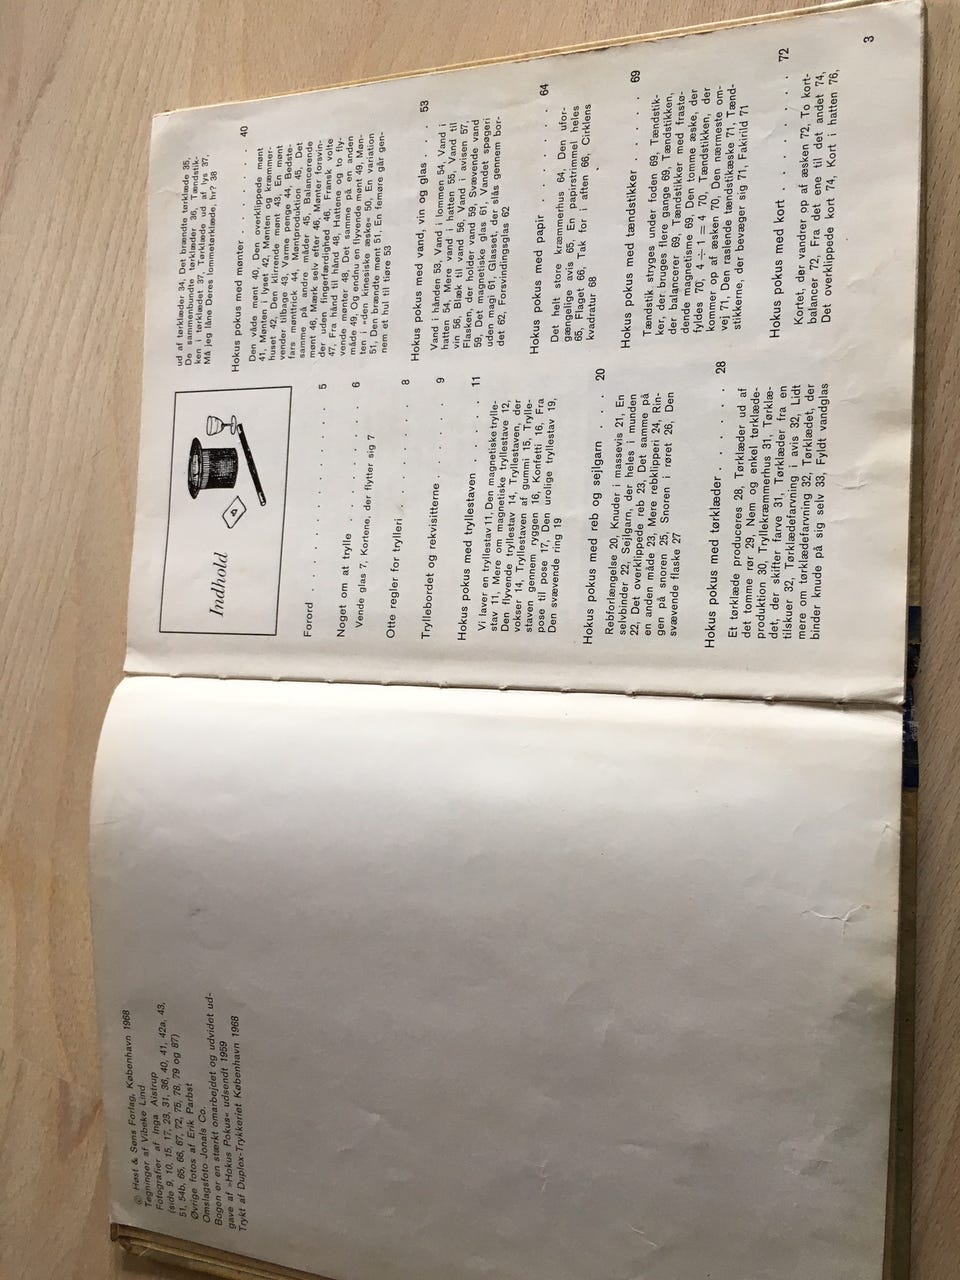 © Høst & Søns Forlag, København 1968
Tegninger af Vibeke Lind
Fotografier af Inga Aistrup
(side 9, 10, 15, 17, 23, 31, 36, 40, 41, 42a, 43,
51, 54b, 65, 66, 67, 72, 75, 78, 79 og 87)
Øvrige fotos af Erik Parbst
Omslagsfoto Jonals Co.
Bogen er en stærkt omarbejdet og udvidet ud-
gave af »Hokus Pokus« udsendt 1959
Trykt af Duplex-Trykkeriet København 1968
Indhold
Forord . . . . . . . . . . . . 5
Noget om at trylle . . . . . . . . 6
Vende glas 7, Kortene, der flytter sig 7
Otte regler for trylleri . . . . . . . 8
Tryllebordet og rekvisitterne . . . . . 9
Hokus pokus med tryllestaven . . . . 11
Vi laver en tryllestav 11, Den magnetiske trylle-
stav 11, Mere om magnetiske tryllestave 12,
Den flyvende tryllestav 14, Tryllestaven, der
vokser 14, Tryllestaven af gummi 15, Trylle-
staven gennem ryggen 16, Konfetti 16, Fra
pose til pose 17, Den urolige tryllestav 19,
Den svævende ring 19
Hokus pokus med reb og sejlgarn . . . 20
Rebforlængelse 20, Knuder i massevis 21, En
selvbinder 22, Sejlgarn, der heles i munden
22, Det overklippede reb 23, Det samme på
en anden måde 23, Mere rebklipperi 24, Rin-
gen på snoren 25, Snoren i røret 26, Den
svævende flaske 27
Hokus pokus med tørklæder . . . . . 28
Et tørklæde produceres 28, Tørklæder ud af
det tomme rør 29, Nem og enkel tørklæde-
produktion 30, Tryllekræmmerhus 31, Tørklæ-
det, der skifter farve 31, Tørklæder fra en
tilskuer 32, Tørklædefarvning i avis 32, Lidt
mere om tørklædefarvning 32, Tørklædet, der
binder knude på sig selv 33, Fyldt vandglas
ud af tørklæder 34, Det brændte tørklæde 35,
De sammenbundte tørklæder 36, Tændstik-
ken i tørklædet 37, Tørklæde ud af lys 37,
Må jeg låne Deres lommetørklæde, hr? 38
Hokus pokus med mønter . . . . . . 40
Den våde mønt 40, Den overklippede mønt
41, Mønten i lyset 42, Mønten og kræmmer-
huset 42, Den klirrende mønt 43, En mønt
vender tilbage 43, Varme penge 44, Bedste-
fars mønttrick 44, Møntproduktion 45, Det
samme på andre måder 45, Balancerende
mønt 46, Mærk selv efter 46, Mønter forsvin-
der uden fingerfærdighed 46, Fransk volte
47, Fra hånd til hånd 48, Hattene og to fly-
vende mønter 48, Det samme på en anden
måde 49, Og endnu en flyvende mønt 49, Møn-
ten i »den kinesiske æske« 50, En variation
51, Den brændte mønt 51, En femøre går gen-
nem et hul til tiøre 53
Hokus pokus med vand, vin og glas . . . 53
Vand i hånden 53, Vand i lommen 54, Vand i
hatten 54, Mere vand i hatten 55, Vand til
vin 56, Blæk til vand 56, Vand i avisen 57,
Flasken, der holder vand 59, Svævende vand
59, Det magnetiske glas 61, Vandet spøgeri
uden magi 61, Glasset, der slås gennem bor-
det 62, Forsvindingsglas 62
Hokus pokus med papir . . . . . . 64
Det helt store kræmmerhus 64, Den ufor-
gængelige avis 65, En papirstrimmel heles
65, Flaget 66, Tak for i aften 66, Cirklens
kvadratur 68
Hokus pokus med tændstikker . . . . . 69
Tændstik stryges under foden 69, Tændstik-
ker, der bruges flere gange 69, Tændstikken,
der balancerer 69, Tændstikker med frastø-
dende magnetisme 69, Den tomme æske, der
fyldes 70, 4 – 1 = 4 70, Tændstikken, der
kommer op af æsken 70, Den nærmeste om-
vej 71, Den raslende tændstikæske 71, Tænd-
stikkerne, der bevæger sig 71, Fakirild 71
Hokus pokus med kort . . . . . . . 72
Kortet, der vandrer op af æsken 72, To kort-
balancer 72, Fra det ene til det andet 74,
Det overklippede kort 74, Kort i hatten 76,
3